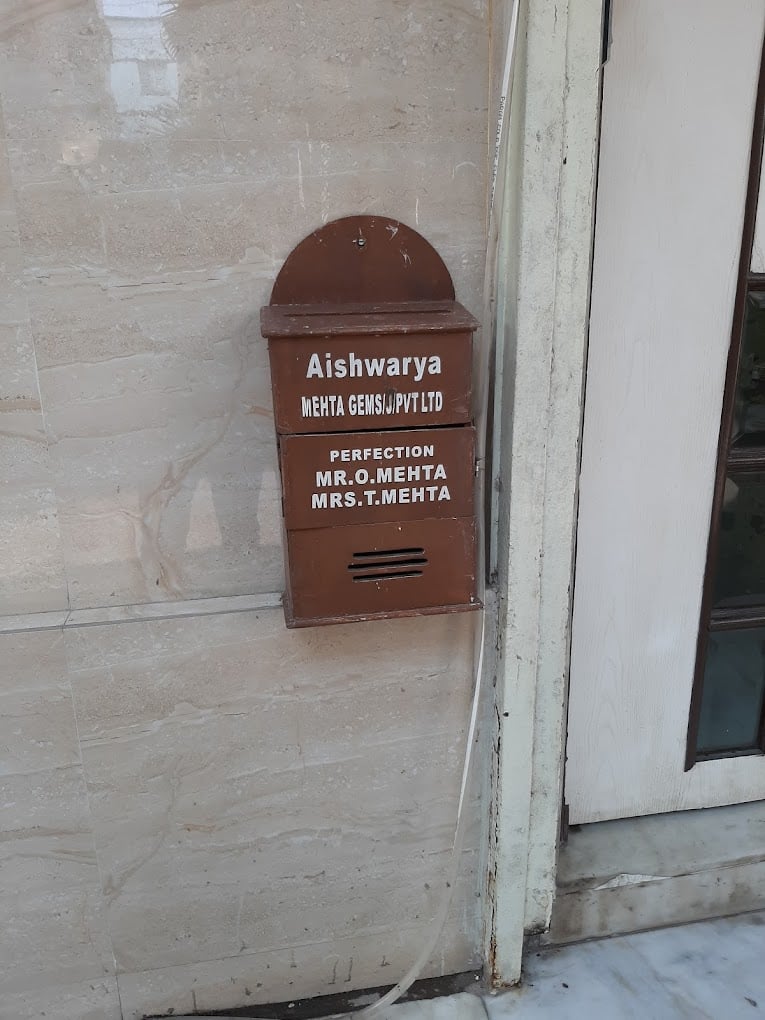 Aishwarya
MEHTA GEMS(I)PVT LTD
PERFECTION
MR.O.MEHTA
MRS.T.MEHTA